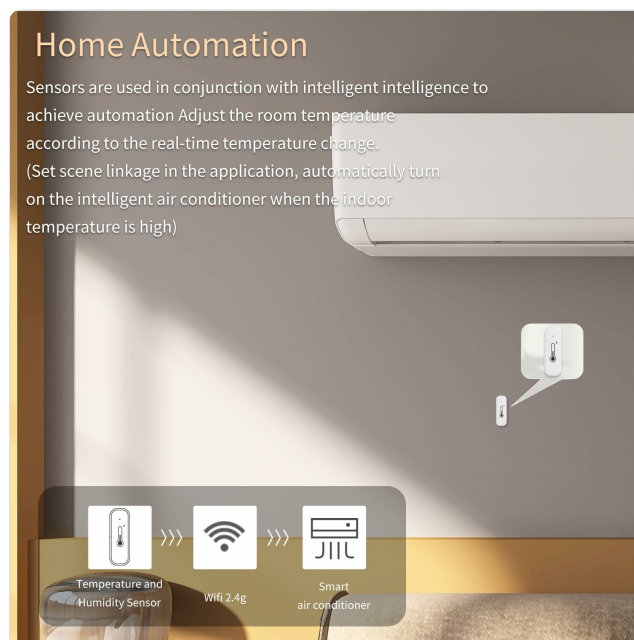 Home Automation
Sensors are used in conjunction with intelligent intelligence to
achieve automation Adjust the room temperature
according to the real-time temperature change.
(Set scene linkage in the application, automatically turn
on the intelligent air conditioner when the indoor
temperature is high)
Temperature and
Humidity Sensor
Wifi 2.4g
Smart
air conditioner